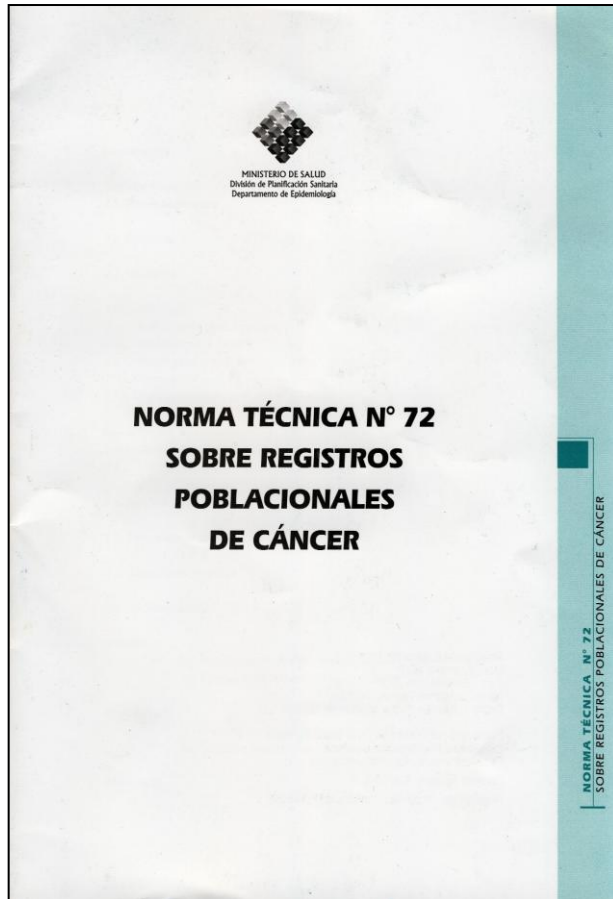 MINISTERIO DE SALUD
División de Planificación Sanitaria
Departamento de Epidemiología
NORMA TÉCNICA N° 72
SOBRE REGISTROS
POBLACIONALES
DE CÁNCER
NORMA TÉCNICA N° 72
SOBRE REGISTROS POBLACIONALES DE CÁNCER